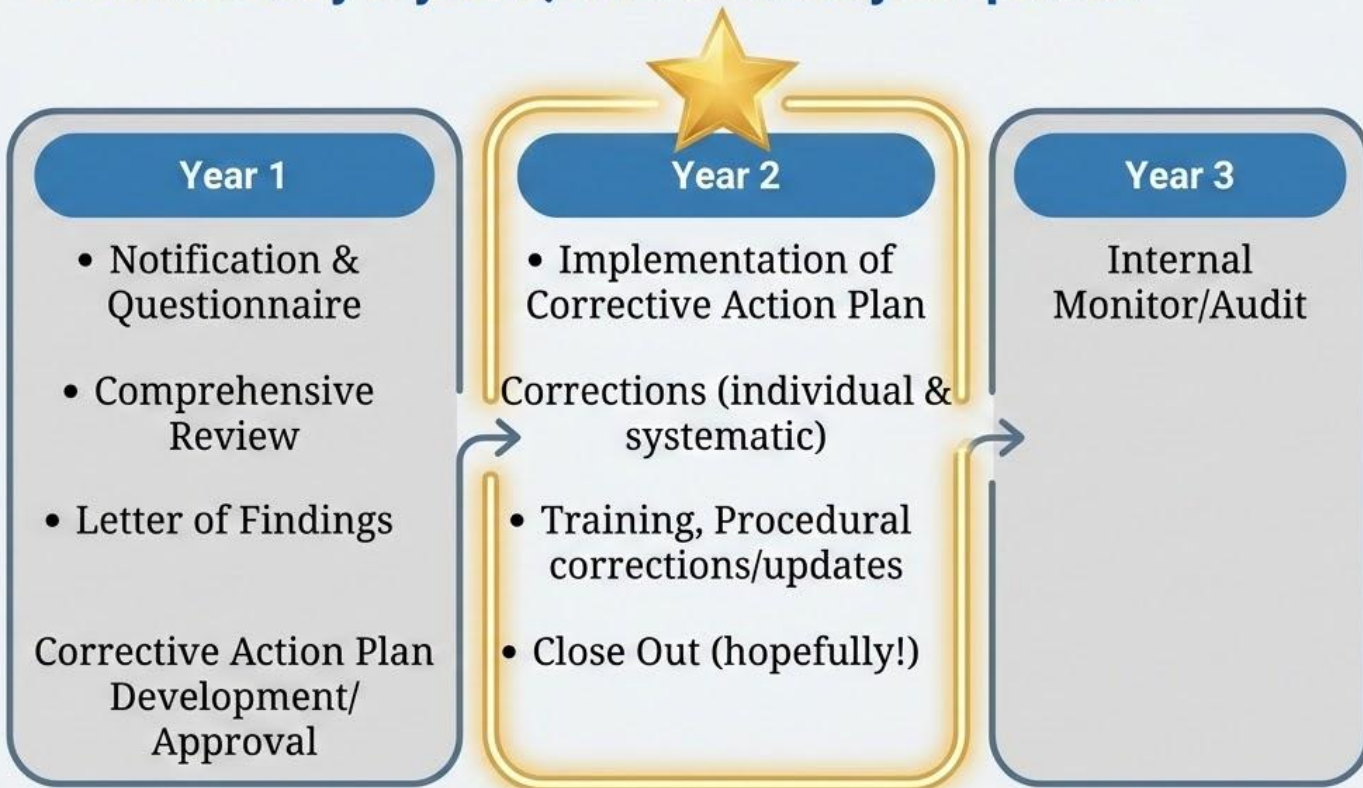 Year 1
• Notification &
Questionnaire
• Comprehensive
Review
• Letter of Findings
Corrective Action Plan
Development/
Approval
Year 2
• Implementation of
Corrective Action Plan
Corrections (individual &
systematic)
• Training, Procedural
corrections/updates
• Close Out (hopefully!)
Year 3
Internal
Monitor/Audit